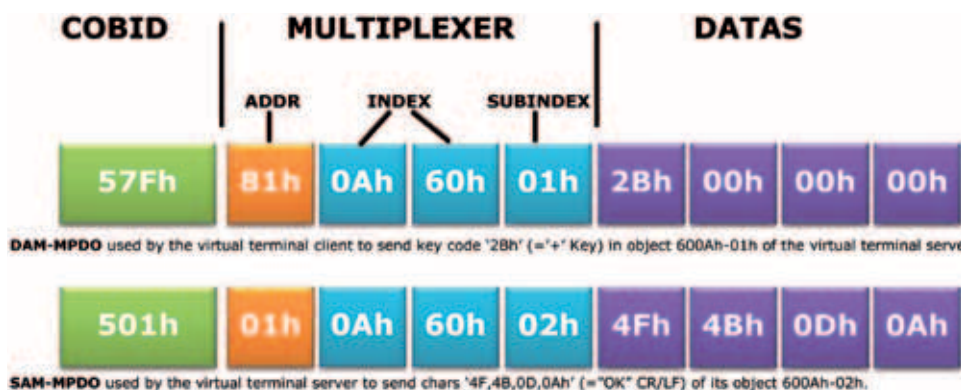 COBID MULTIPLEXER DATAS
ADDR INDEX SUBINDEX
57Fh 81h 0Ah 60h 01h 2Bh 00h 00h 00h
DAM-MPDO used by the virtual terminal client to send key code '2Bh' (='+' Key) in object 600Ah-01h of the virtual terminal serve
501h 01h 0Ah 60h 02h 4Fh 4Bh 0Dh 0Ah
SAM-MPDO used by the virtual terminal server to send chars '4F,4B,0D,0Ah' (="OK" CR/LF) of its object 600Ah-02h.